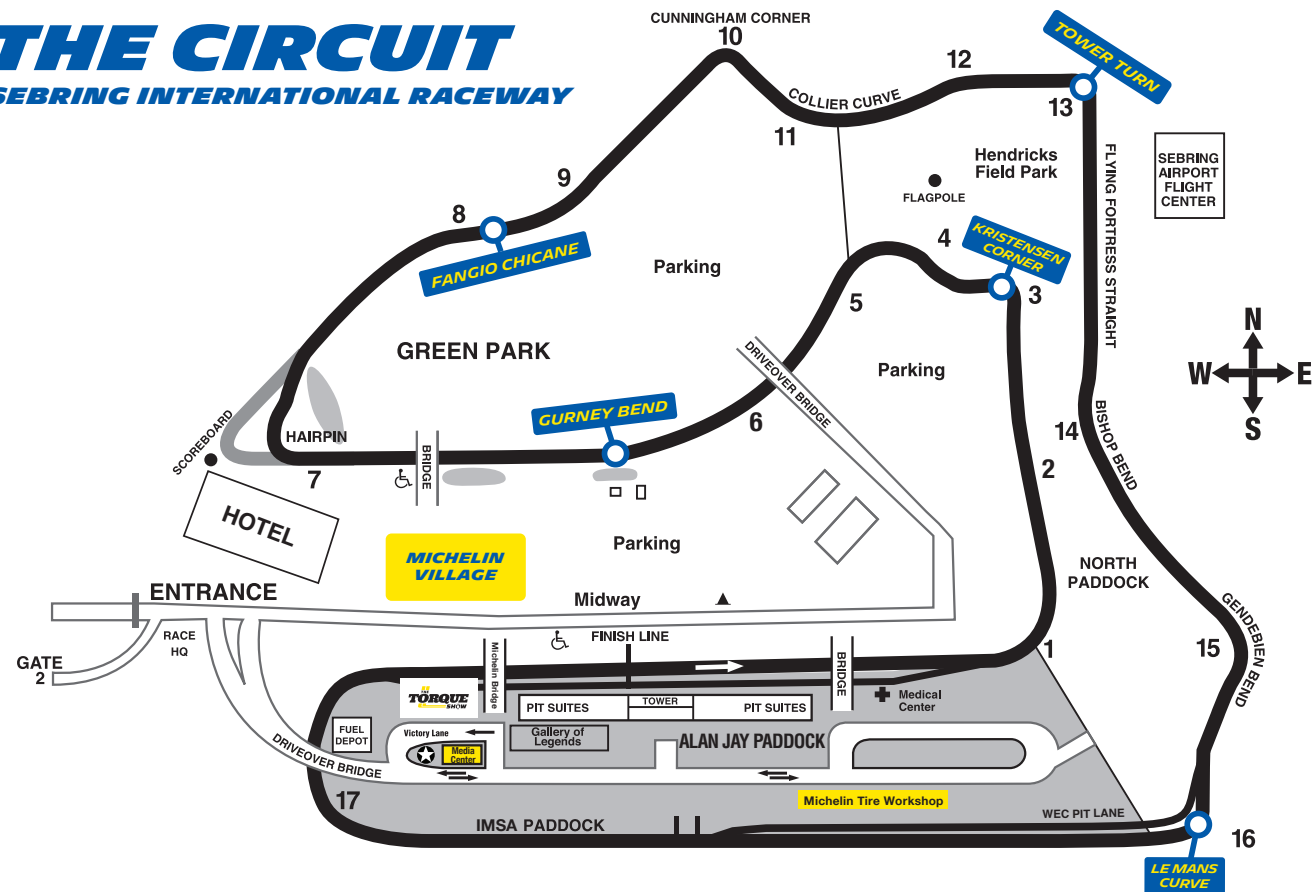 THE CIRCUIT
SEBRING INTERNATIONAL RACEWAY
CUNNINGHAM CORNER
10
12
TOWER TURN
COLLIER CURVE
13
11
Hendricks
Field Park
FLAGPOLE
SEBRING
AIRPORT
FLIGHT
CENTER
FLYING FORTRESS STRAIGHT
9
8
FANGIO CHICANE
4
KRISTENSEN
CORNER
3
Parking
5
N
W
E
S
GREEN PARK
DRIVEOVER BRIDGE
Parking
GURNEY BEND
6
14
BISHOP BEND
SCOREBOARD
HAIRPIN
7
BRIDGE
2
HOTEL
MICHELIN
VILLAGE
Parking
NORTH
PADDOCK
ENTRANCE
Midway
GENDEBIEN BEND
RACE
HQ
FINISH LINE
GATE
2
1
15
Michelin Bridge
BRIDGE
THE
TORQUE
SHOW
PIT SUITES
TOWER
PIT SUITES
Medical
Center
FUEL
DEPOT
Victory Lane
Gallery of
Legends
ALAN JAY PADDOCK
Media
Center
DRIVEOVER BRIDGE
17
Michelin Tire Workshop
WEC PIT LANE
IMSA PADDOCK
16
LE MANS
CURVE